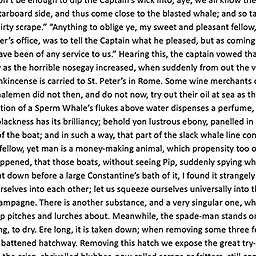 n't be enough to dip the Captain's wick into, aye, we all know the
tarboard side, and thus come close to the blasted whale; and so ta
irty scrape." "Anything to oblige ye, my sweet and pleasant fellow,
er's office, was to tell the Captain what he pleased, but as coming
ave been of any service to us." Hearing this, the captain vowed tha
y as the horrible nosegay increased, when suddenly from out the v
nkincense is carried to St. Peter's in Rome. Some wine merchants o
halemen did not then, and do not now, try out their oil at sea as th
tion of a Sperm Whale's flukes above water dispenses a perfume,
blackness has its brilliancy; behold yon lustrous ebony, panelled in
of the boat; and in such a way, that part of the slack whale line con
fellow, yet man is a money-making animal, which propensity too o
ppened, that those boats, without seeing Pip, suddenly spying wh
t down before a large Constantine's bath of it, I found it strangely
rselves into each other; let us squeeze ourselves universally into th
ampagne. There is another substance, and a very singular one, wh
p pitches and lurches about. Meanwhile, the spade-man stands on
ng, to dry. Ere long, it is taken down; when removing some three fe
battened hatchway. Removing this hatch we expose the great try-